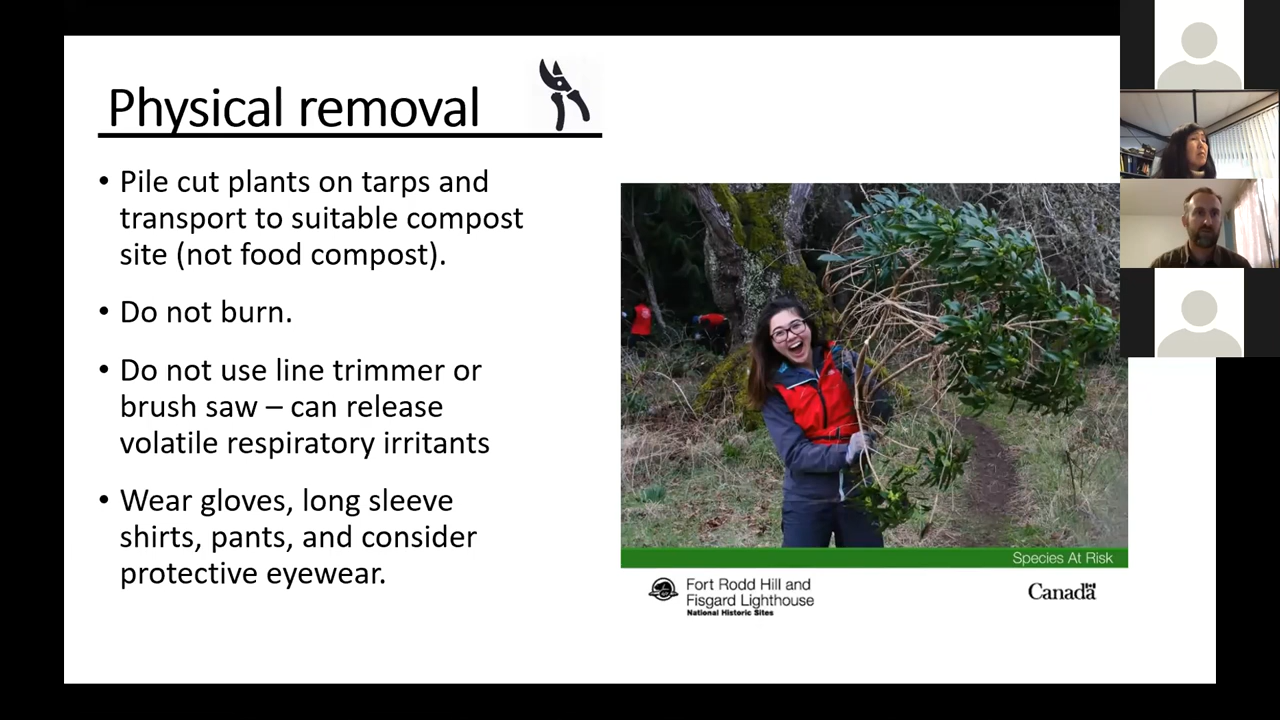 Physical removal
• Pile cut plants on tarps and
transport to suitable compost
site (not food compost).
• Do not burn.
• Do not use line trimmer or
brush saw – can release
volatile respiratory irritants
• Wear gloves, long sleeve
shirts, pants, and consider
protective eyewear.
Species At Risk
Fort Rodd Hill and
Fisgard Lighthouse
National Historic Sites
Canada